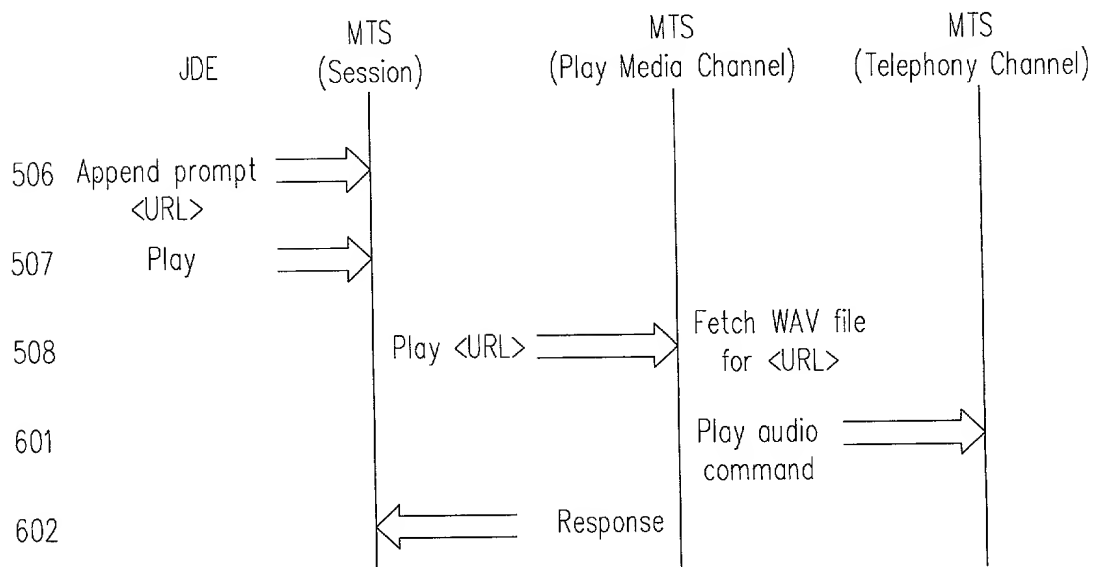 JDE
MTS
(Session)
MTS
(Play Media Channel)
MTS
(Telephony Channel)
506 Append prompt
<URL>
507 Play
508 Play <URL> Fetch WAV file
for <URL>
601 Play audio
command
602 Response